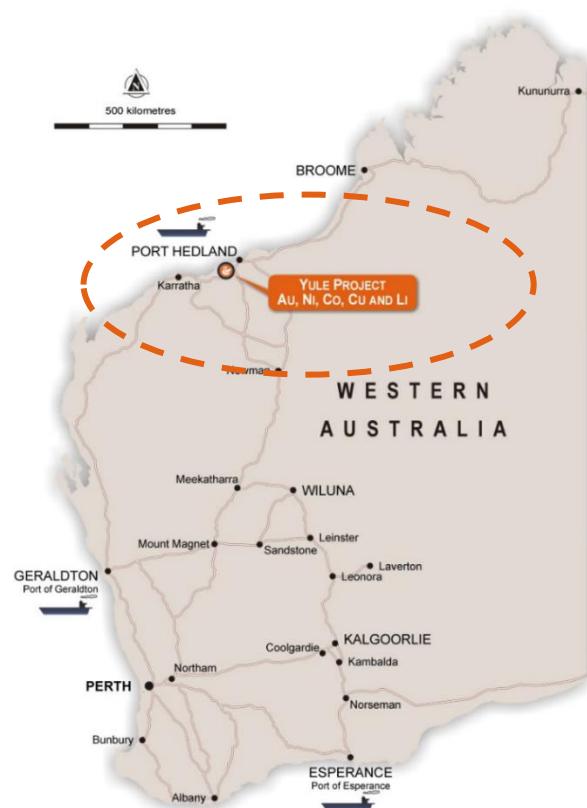 N
500 kilometres
Kununurra
BROOME
PORT HEDLAND
Karratha
YULE PROJECT
AU, NI, CO, CU AND LI
Newman
WESTERN
AUSTRALIA
Meekatharra
WILUNA
Mount Magnet
Sandstone
Leinster
Laverton
Leonora
GERALDTON
Port of Geraldton
KALGOORLIE
Coolgardie
Kambalda
Northam
PERTH
Norseman
Bunbury
ESPERANCE
Port of Esperance
Albany